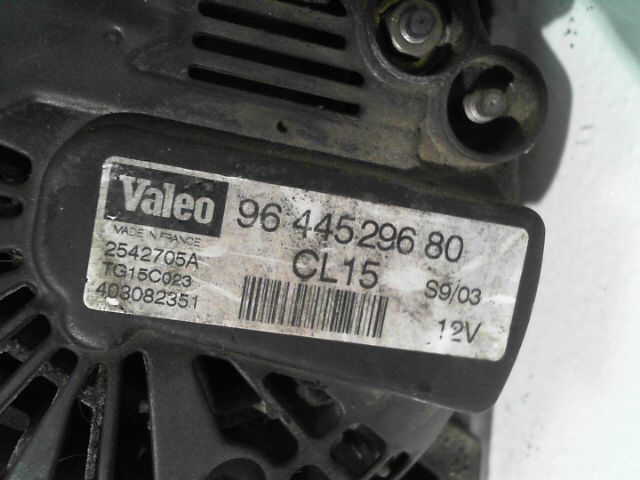 Valeo
96 445296 80
MADE IN FRANCE
2542705A
CL15
S9/03
TG15C023
403082351
12V